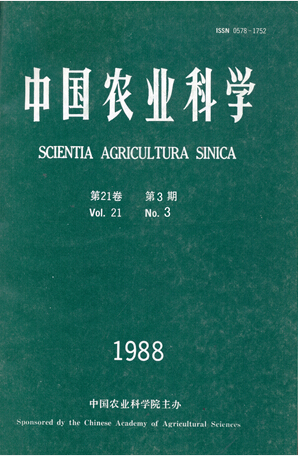 ISSN 0578-1752
中国农业科学
SCIENTIA AGRICULTURA SINICA
第21卷 第3期
Vol. 21 No. 3
1988
中国农业科学院主办
Sponsored dy the Chinese Academy of Agricultural Sciences